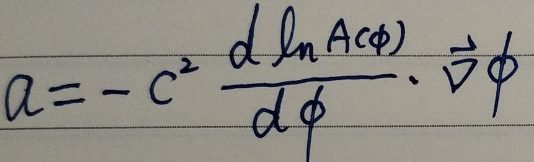 a = - c² d ln A(φ) / dφ · ∇⃗ φ